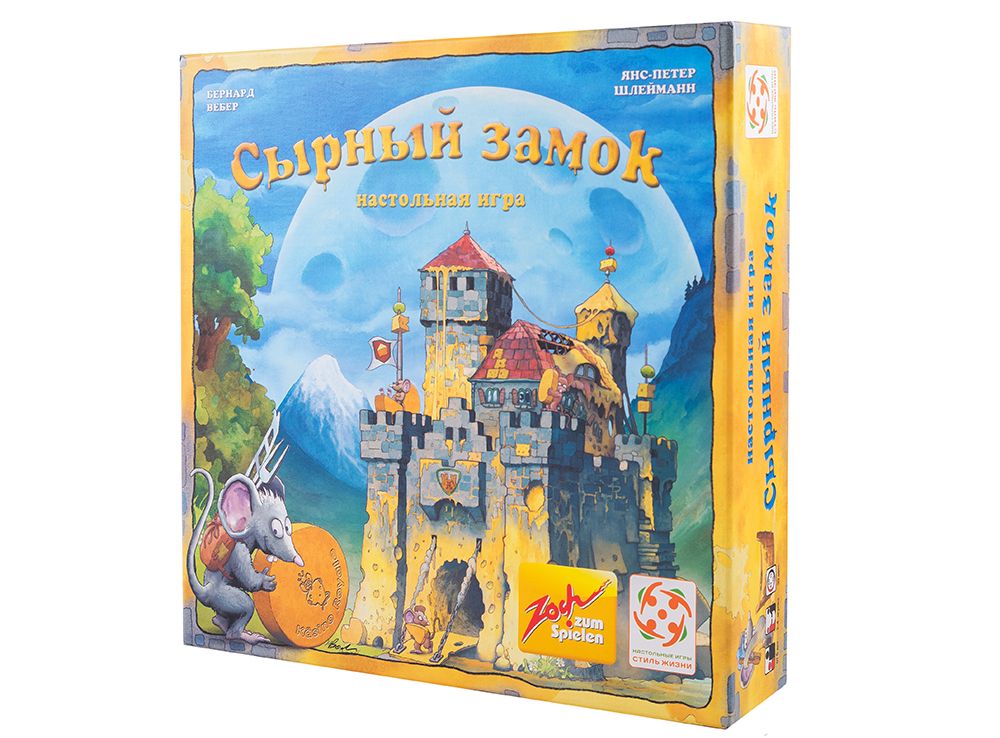 БЕРНАРД
ВЕБЕР
ЯНС-ПЕТЕР
ШЛЕЙМАНН
Сырный замок
настольная игра
Zoch
zum
Spielen
НАСТОЛЬНЫЕ ИГРЫ
СТИЛЬ ЖИЗНИ
настольная игра
Сырный замок